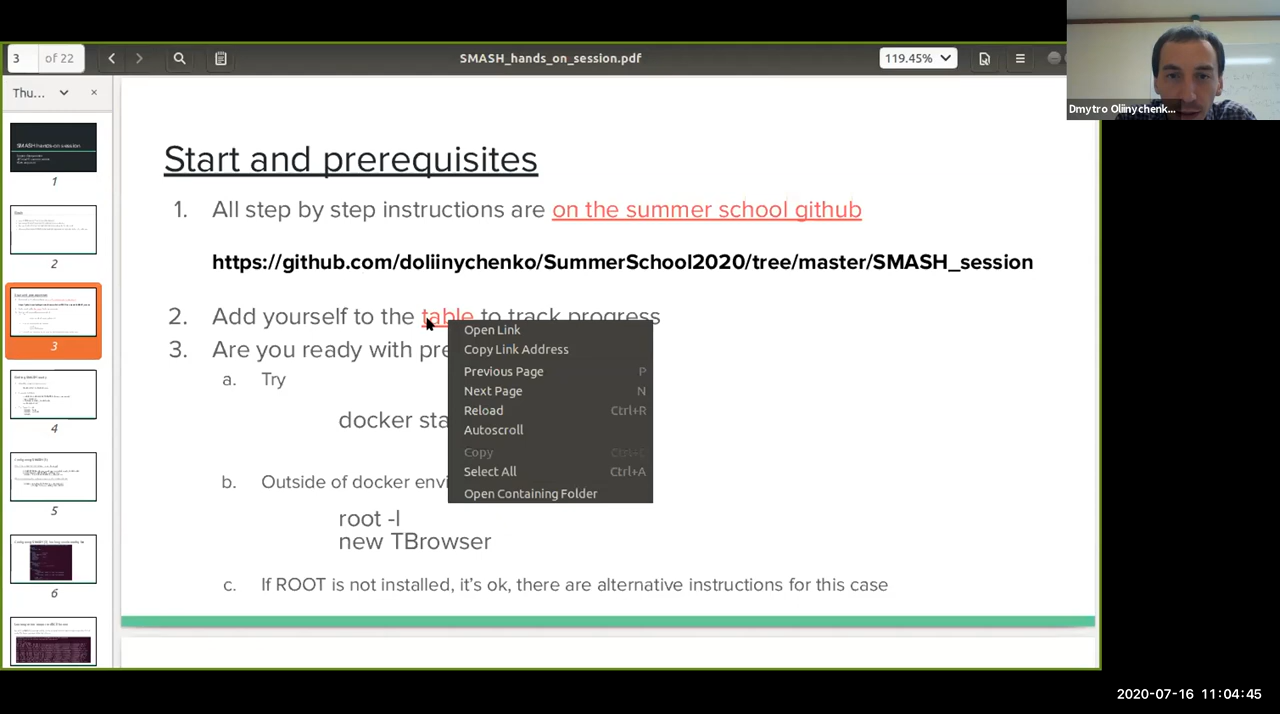 3 of 22
SMASH_hands_on_session.pdf
119.45%
Dmytro Oliinychenk...
Thu...
SMASH hands-on session
1
2
3
4
5
6
Start and prerequisites
1. All step by step instructions are on the summer school github
https://github.com/doliinychenko/SummerSchool2020/tree/master/SMASH_session
2. Add yourself to the table to track progress
3. Are you ready with pre
a. Try
docker sta
b. Outside of docker envi
root -l
new TBrowser
c. If ROOT is not installed, it's ok, there are alternative instructions for this case
Open Link
Copy Link Address
Previous Page P
Next Page N
Reload Ctrl+R
Autoscroll
Copy Ctrl+C
Select All Ctrl+A
Open Containing Folder
2020-07-16 11:04:45